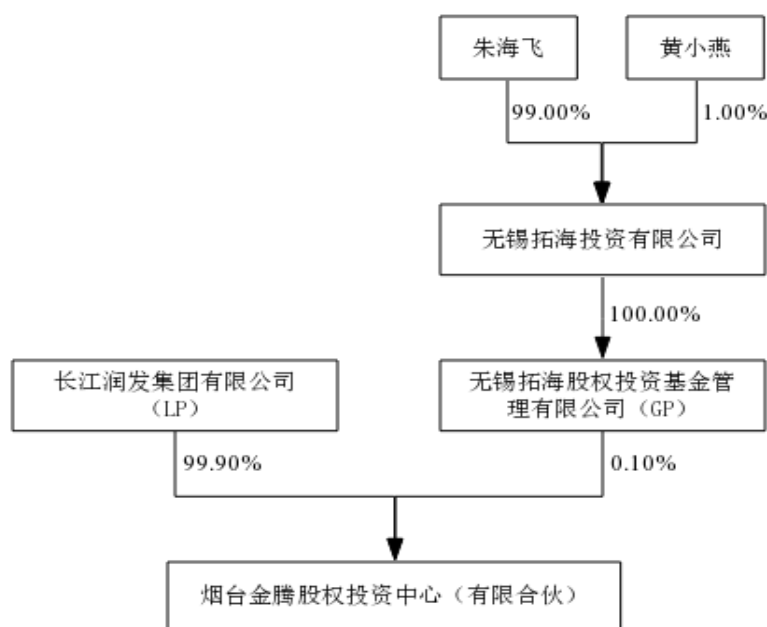 朱海飞
黄小燕
99.00%
1.00%
无锡拓海投资有限公司
100.00%
长江润发集团有限公司
（LP）
无锡拓海股权投资基金管
理有限公司（GP）
99.90%
0.10%
烟台金腾股权投资中心（有限合伙）